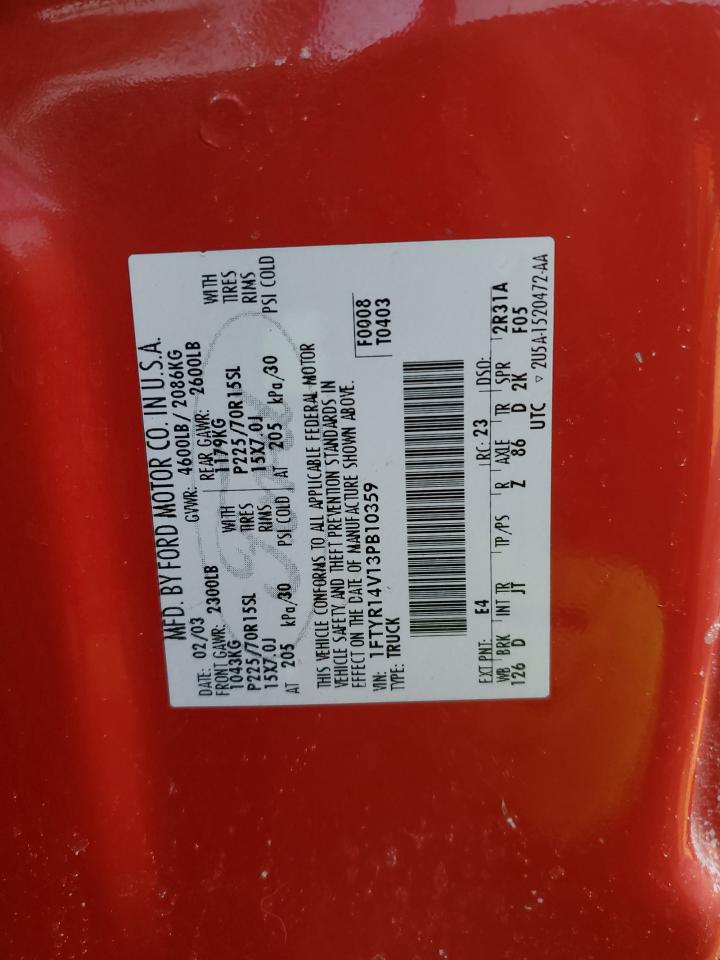 MFD. BY FORD MOTOR CO. IN U.S.A.
DATE: 02/03 GVWR: 4600LB / 2086KG
FRONT GAWR: 2300LB REAR GAWR: 2600LB
1043KG WITH 1179KG WITH
P225/70R15SL TIRES P225/70R15SL TIRES
15X7.0J RIMS 15X7.0J RIMS
AT 205 kPa/30 PSI COLD AT 205 kPa/30 PSI COLD
Ford
THIS VEHICLE CONFORMS TO ALL APPLICABLE FEDERAL MOTOR
VEHICLE SAFETY AND THEFT PREVENTION STANDARDS IN
EFFECT ON THE DATE OF MANUFACTURE SHOWN ABOVE.
F0008
T0403
VIN: 1FTYR14V13PB10359
TYPE: TRUCK
EXT PNT: E4 RC: 23 DSO:
WB BRK INT TR TP/PS R AXLE TR SPR 2R31A
126 D JT Z 86 D 2K F05
UTC ▽ 2U5A-1520472-AA